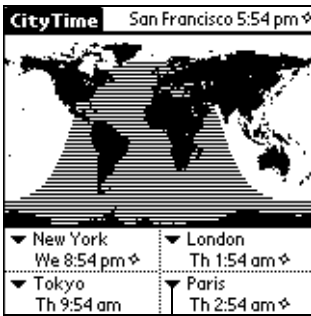 CityTime San Francisco 5:54 pm
New York
We 8:54 pm
London
Th 1:54 am
Tokyo
Th 9:54 am
Paris
Th 2:54 am